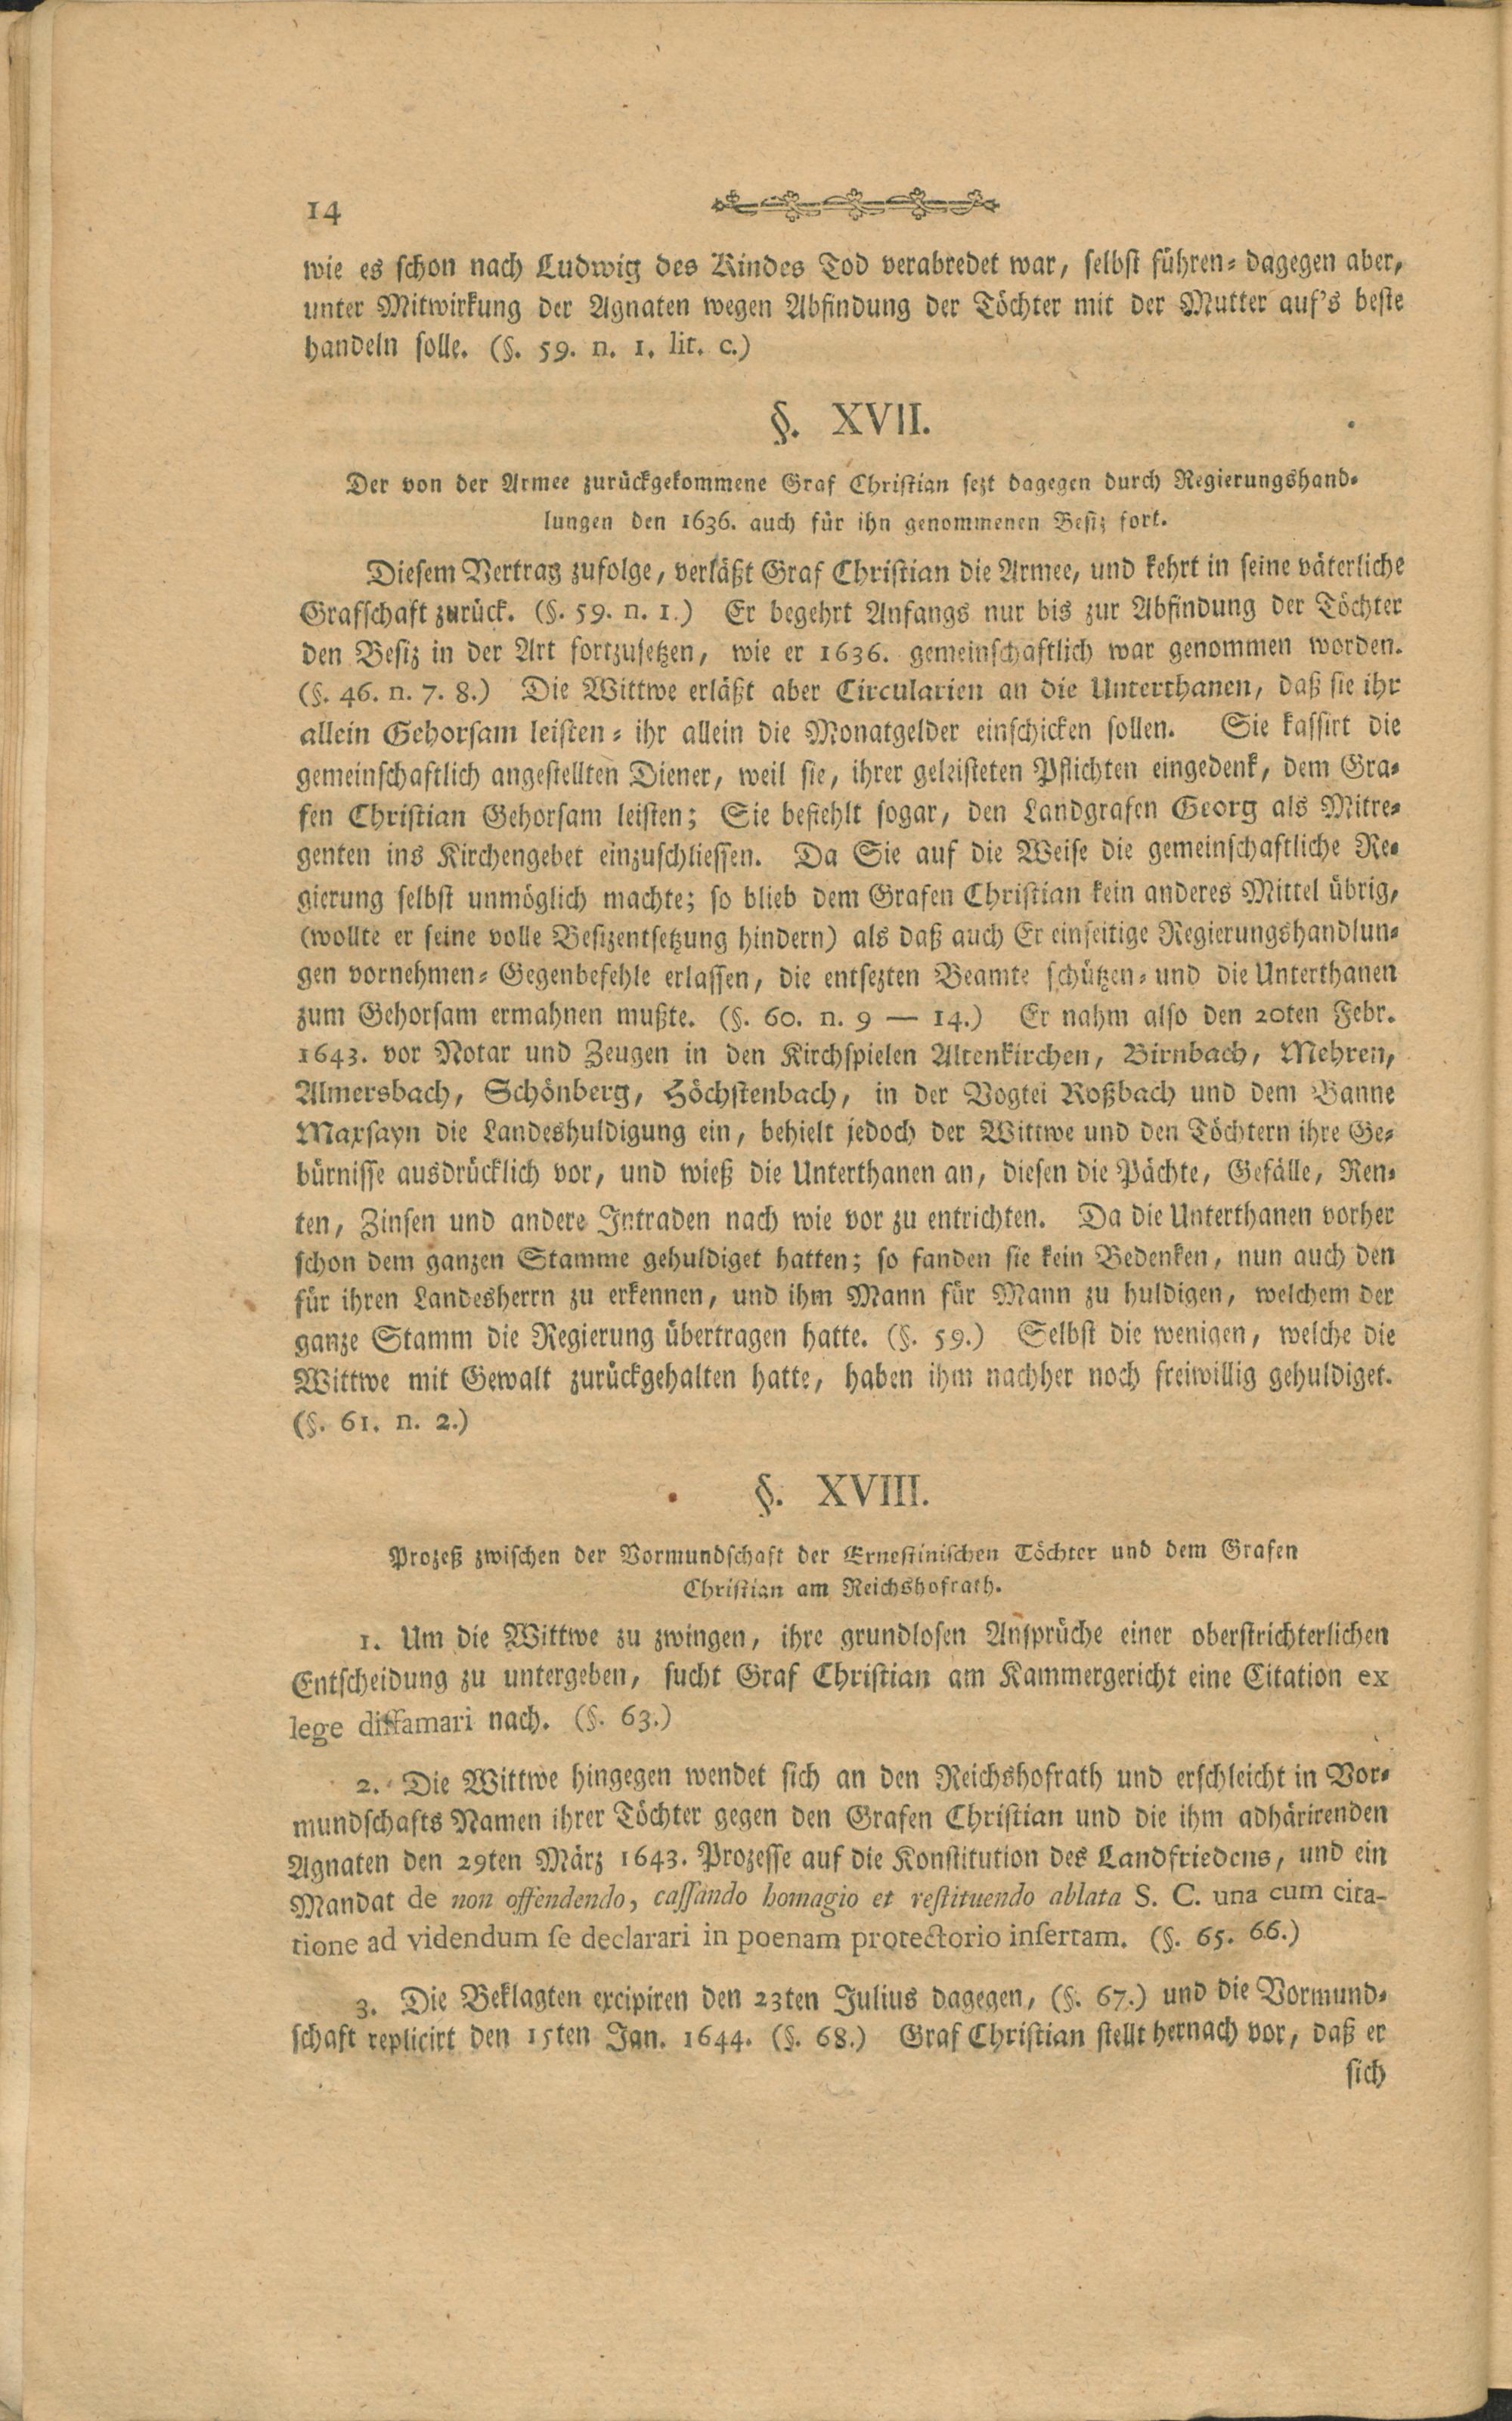 14
wie es schon nach Ludwig des Kindes Tod verabredet war, selbst führen- dagegen aber,
unter Mitwirkung der Agnaten wegen Abfindung der Töchter mit der Mutter auf's beste
handeln solle. (§. 59. n. 1. lit. c.)
§. XVII.
Der von der Armee zurückgekommene Graf Christian sezt dagegen durch Regierungshand-
lungen den 1636. auch für ihn genommenen Besiz fort.
Diesem Vertrag zufolge, verläßt Graf Christian die Armee, und kehrt in seine väterliche
Grafschaft zurück. (§. 59. n. 1.) Er begehrt Anfangs nur bis zur Abfindung der Töchter
den Besiz in der Art fortzusetzen, wie er 1636. gemeinschaftlich war genommen worden.
(§. 46. n. 7. 8.) Die Wittwe erläßt aber Circularien an die Unterthanen, daß sie ihr
allein Gehorsam leisten- ihr allein die Monatgelder einschicken sollen. Sie kassirt die
gemeinschaftlich angestellten Diener, weil sie, ihrer geleisteten Pflichten eingedenk, dem Gra-
fen Christian Gehorsam leisten; Sie befiehlt sogar, den Landgrafen Georg als Mitre-
genten ins Kirchengebet einzuschliessen. Da Sie auf die Weise die gemeinschaftliche Re-
gierung selbst unmöglich machte; so blieb dem Grafen Christian kein anderes Mittel übrig,
(wollte er seine volle Besizentsetzung hindern) als daß auch Er einseitige Regierungshandlun-
gen vornehmen- Gegenbefehle erlassen, die entsezten Beamte schützen- und die Unterthanen
zum Gehorsam ermahnen mußte. (§. 60. n. 9 — 14.) Er nahm also den 20ten Febr.
1643. vor Notar und Zeugen in den Kirchspielen Altenkirchen, Birnbach, Mehren,
Almersbach, Schönberg, Höchstenbach, in der Vogtei Roßbach und dem Banne
Maxsayn die Landeshuldigung ein, behielt jedoch der Wittwe und den Töchtern ihre Ge-
bürnisse ausdrücklich vor, und wieß die Unterthanen an, diesen die Pächte, Gefälle, Ren-
ten, Zinsen und andere Intraden nach wie vor zu entrichten. Da die Unterthanen vorher
schon dem ganzen Stamme gehuldiget hatten; so fanden sie kein Bedenken, nun auch den
für ihren Landesherrn zu erkennen, und ihm Mann für Mann zu huldigen, welchem der
ganze Stamm die Regierung übertragen hatte. (§. 59.) Selbst die wenigen, welche die
Wittwe mit Gewalt zurückgehalten hatte, haben ihm nachher noch freiwillig gehuldiget.
(§. 61. n. 2.)
§. XVIII.
Prozeß zwischen der Vormundschaft der Ernestinischen Töchter und dem Grafen
Christian am Reichshofrath.
1. Um die Wittwe zu zwingen, ihre grundlosen Ansprüche einer oberstrichterlichen
Entscheidung zu untergeben, sucht Graf Christian am Kammergericht eine Citation ex
lege diffamari nach. (§. 63.)
2. Die Wittwe hingegen wendet sich an den Reichshofrath und erschleicht in Vor-
mundschafts Namen ihrer Töchter gegen den Grafen Christian und die ihm adhärirenden
Agnaten den 29ten März 1643. Prozesse auf die Konstitution des Landfriedens, und ein
Mandat de non offendendo, cassando homagio et restituendo ablata S. C. una cum cita-
tione ad videndum se declarari in poenam protectorio insertam. (§. 65. 66.)
3. Die Beklagten excipiren den 23ten Julius dagegen, (§. 67.) und die Vormund-
schaft replicirt den 15ten Jan. 1644. (§. 68.) Graf Christian stellt hernach vor, daß er
sich